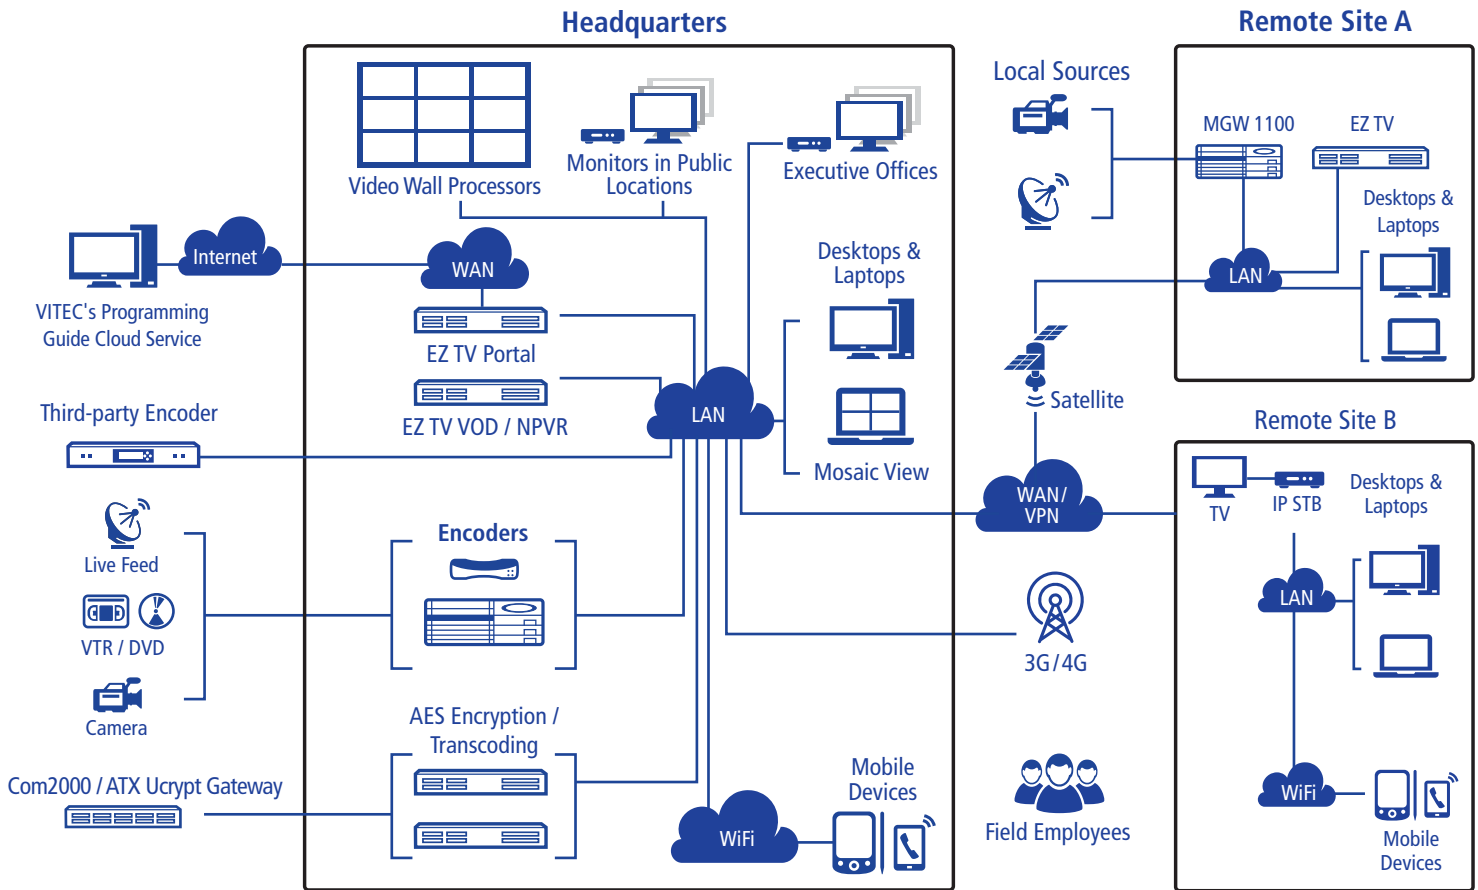 Headquarters
Remote Site A
Local Sources
MGW 1100
EZ TV
Video Wall Processors
Monitors in Public
Locations
Executive Offices
Desktops &
Laptops
Internet
WAN
Desktops &
Laptops
LAN
VITEC's Programming
Guide Cloud Service
EZ TV Portal
Satellite
Third-party Encoder
EZ TV VOD / NPVR
LAN
Mosaic View
Remote Site B
WAN/
VPN
TV
IP STB
Desktops &
Laptops
Live Feed
Encoders
LAN
VTR / DVD
3G/4G
Camera
AES Encryption /
Transcoding
Com2000 / ATX Ucrypt Gateway
WiFi
Mobile
Devices
Field Employees
WiFi
Mobile
Devices